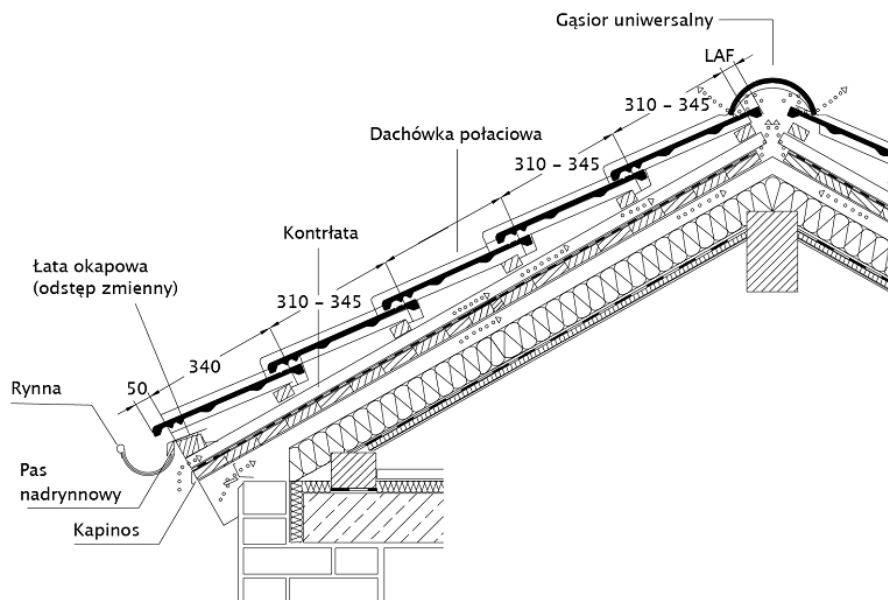 Gąsior uniwersalny
LAF
310 – 345
Dachówka połaciowa
310 – 345
Kontrłata
Łata okapowa
(odstęp zmienny)
310 – 345
340
50
Rynna
Pas
nadrynnowy
Kapinos